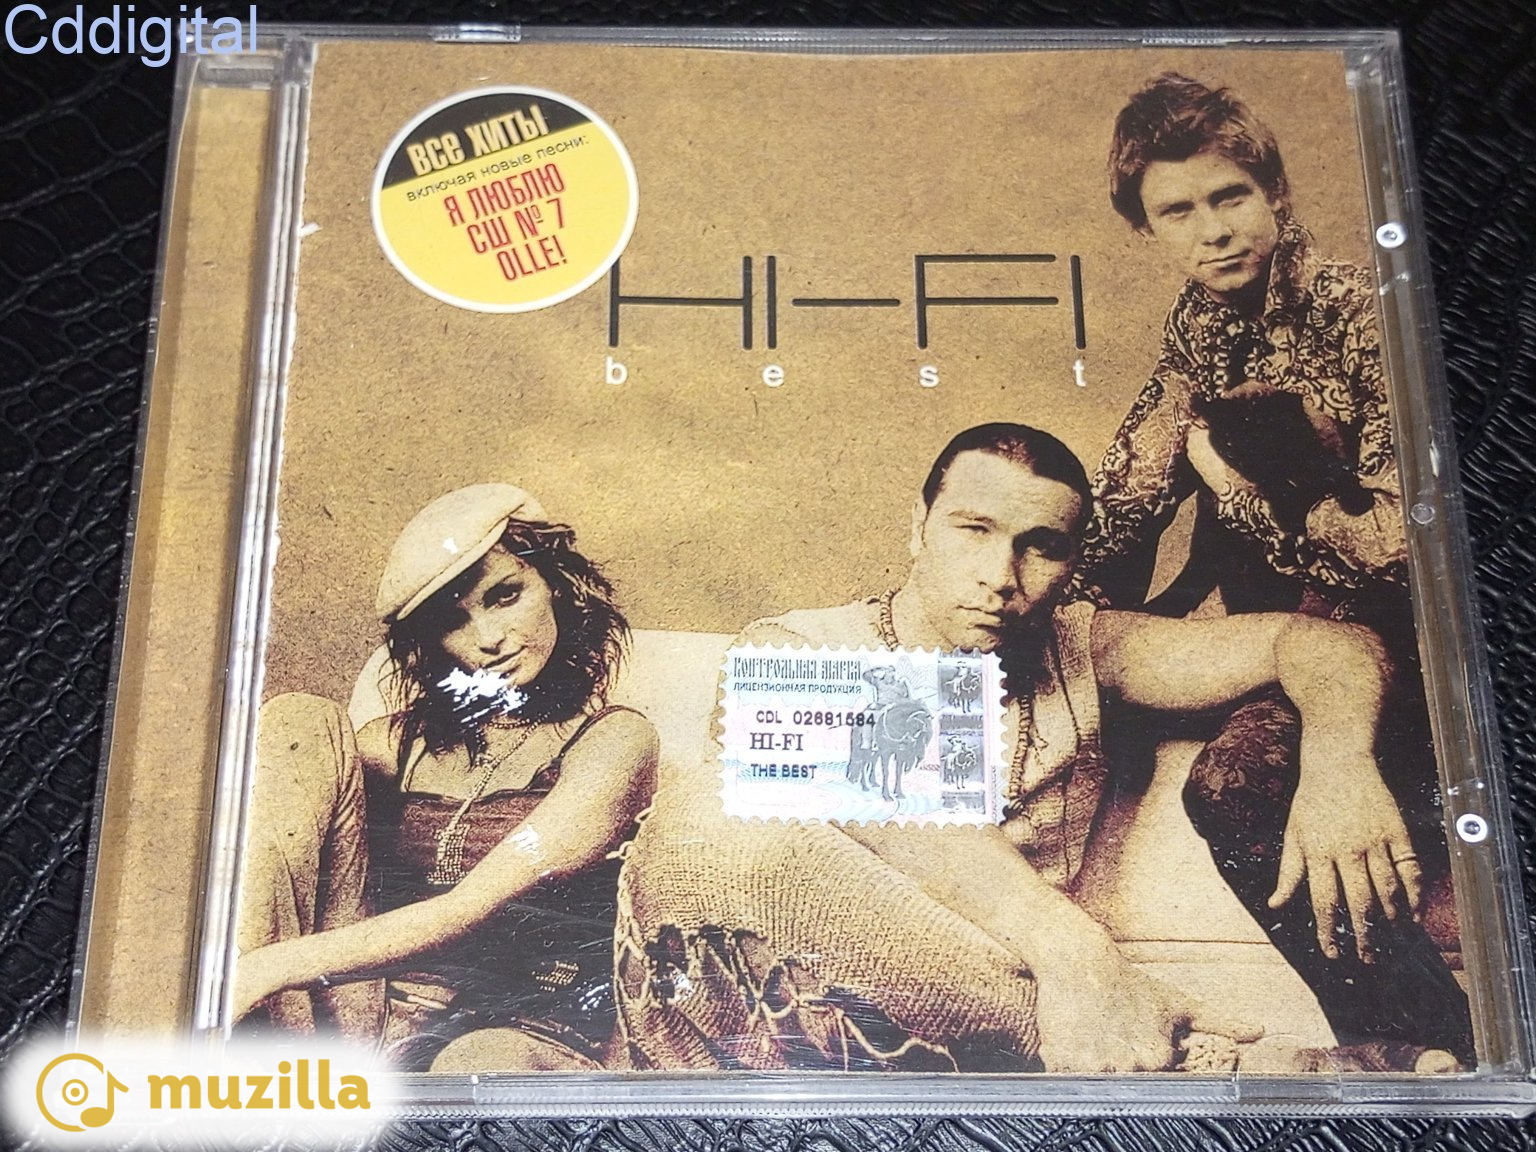 Cddigital
ВСЕ ХИТЫ
включая новые песни:
Я ЛЮБЛЮ
СШ № 7
OLLE!
HI-FI
best
КОНТРОЛЬНАЯ МАРКА
ЛИЦЕНЗИОННАЯ ПРОДУКЦИЯ
CDL 02681584
HI-FI
THE BEST
muzilla